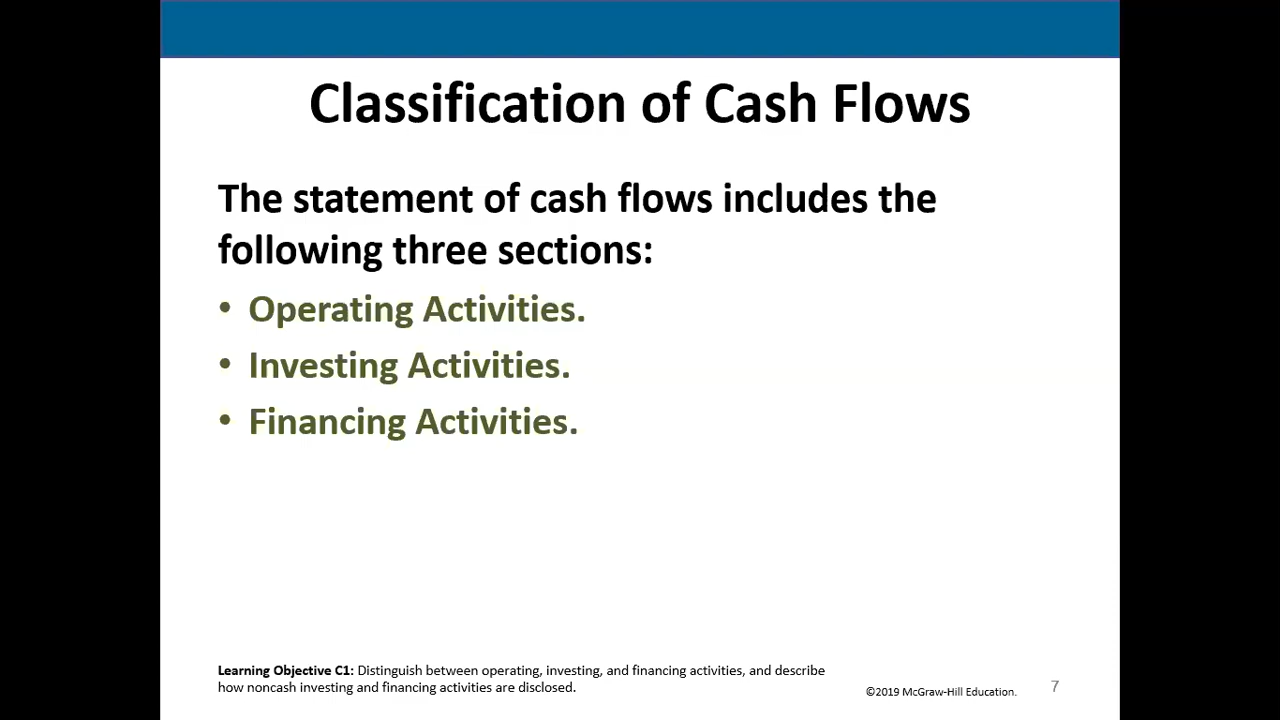 Classification of Cash Flows
The statement of cash flows includes the
following three sections:
• Operating Activities.
• Investing Activities.
• Financing Activities.
Learning Objective C1: Distinguish between operating, investing, and financing activities, and describe
how noncash investing and financing activities are disclosed.
©2019 McGraw-Hill Education.
7